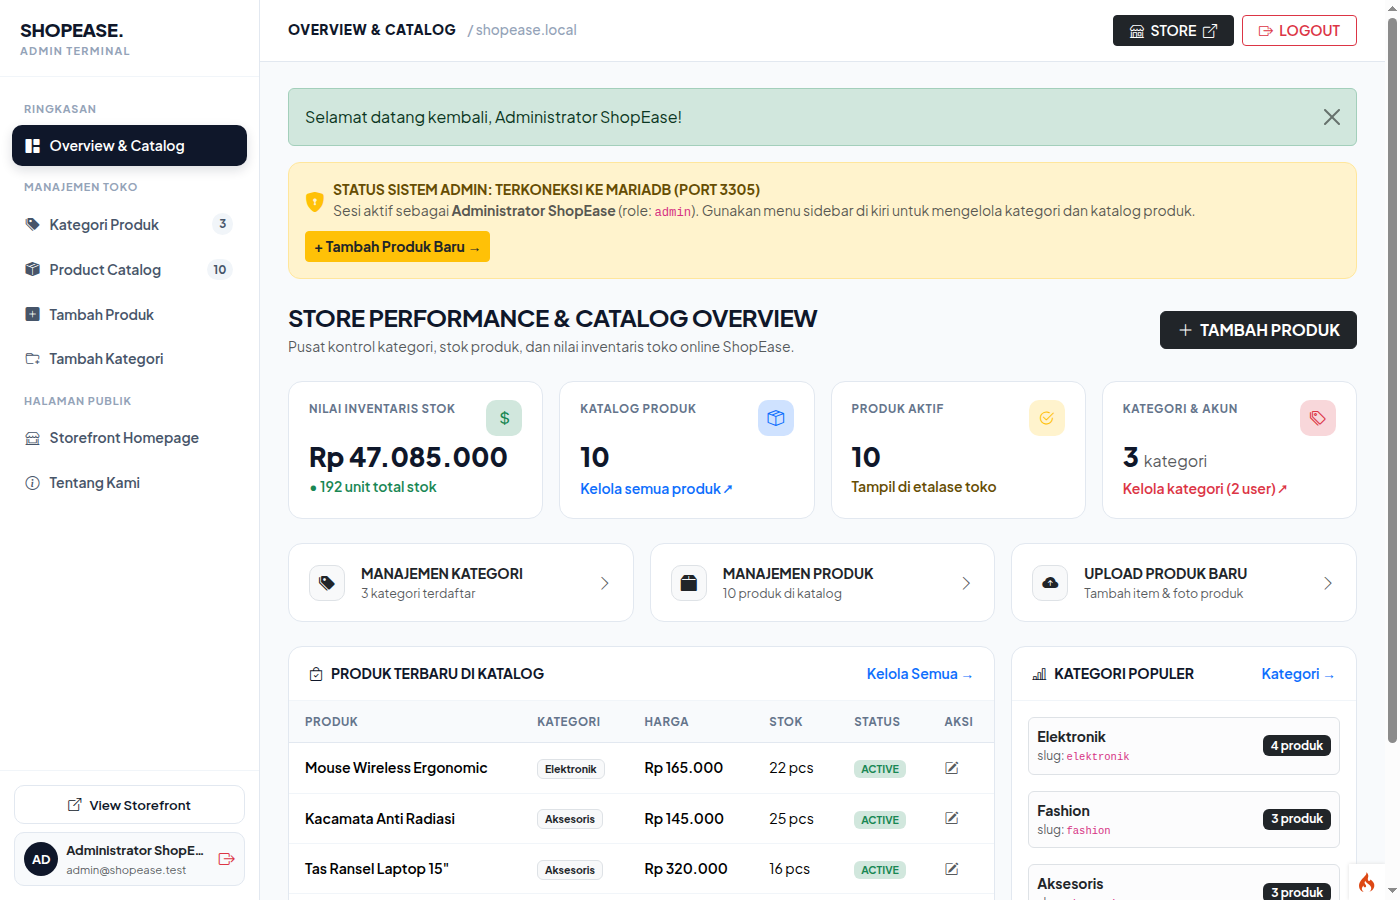 SHOPEASE.
ADMIN TERMINAL
RINGKASAN
Overview & Catalog
MANAJEMEN TOKO
Kategori Produk 3
Product Catalog 10
Tambah Produk
Tambah Kategori
HALAMAN PUBLIK
Storefront Homepage
Tentang Kami
View Storefront
AD
Administrator ShopE...
admin@shopease.test
OVERVIEW & CATALOG / shopease.local
STORE
LOGOUT
Selamat datang kembali, Administrator ShopEase!
STATUS SISTEM ADMIN: TERKONEKSI KE MARIADB (PORT 3305)
Sesi aktif sebagai Administrator ShopEase (role: admin). Gunakan menu sidebar di kiri untuk mengelola kategori dan katalog produk.
+ Tambah Produk Baru →
STORE PERFORMANCE & CATALOG OVERVIEW
Pusat kontrol kategori, stok produk, dan nilai inventaris toko online ShopEase.
+ TAMBAH PRODUK
NILAI INVENTARIS STOK
$
Rp 47.085.000
● 192 unit total stok
KATALOG PRODUK
10
Kelola semua produk ↗
PRODUK AKTIF
10
Tampil di etalase toko
KATEGORI & AKUN
3 kategori
Kelola kategori (2 user) ↗
MANAJEMEN KATEGORI
3 kategori terdaftar
MANAJEMEN PRODUK
10 produk di katalog
UPLOAD PRODUK BARU
Tambah item & foto produk
PRODUK TERBARU DI KATALOG
Kelola Semua →
PRODUK KATEGORI HARGA STOK STATUS AKSI
Mouse Wireless Ergonomic Elektronik Rp 165.000 22 pcs ACTIVE
Kacamata Anti Radiasi Aksesoris Rp 145.000 25 pcs ACTIVE
Tas Ransel Laptop 15" Aksesoris Rp 320.000 16 pcs ACTIVE
KATEGORI POPULER
Kategori →
Elektronik
slug: elektronik
4 produk
Fashion
slug: fashion
3 produk
Aksesoris
3 produk